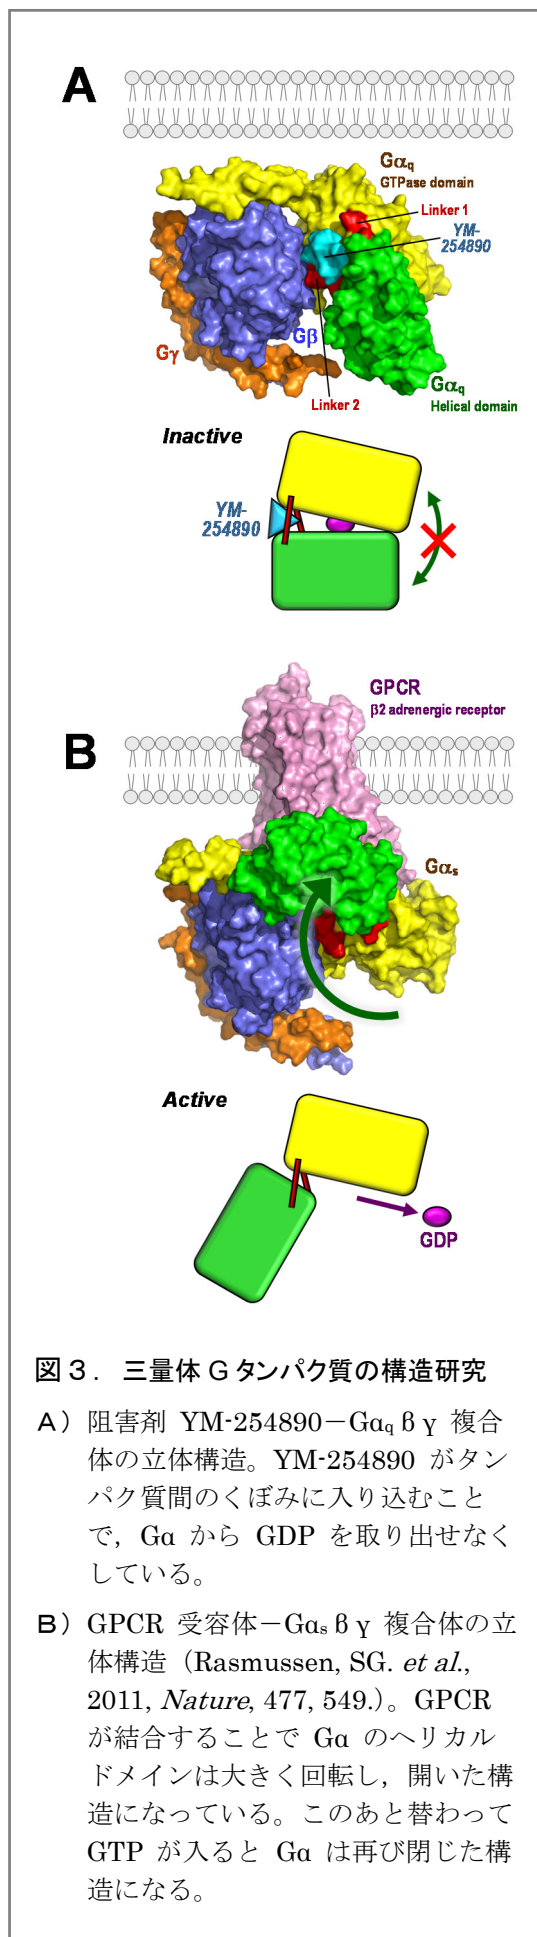 A
Gαq
GTPase domain
Linker 1
YM-
254890
Gβ
Gγ
Gαq
Helical domain
Linker 2
Inactive
YM-
254890
GPCR
β2 adrenergic receptor
B
Gαs
Active
GDP
図3. 三量体Gタンパク質の構造研究
A）阻害剤 YM-254890－Gαqβγ 複合
体の立体構造。YM-254890 がタン
パク質間のくぼみに入り込むこと
で，Gα から GDP を取り出せなく
している。
B）GPCR 受容体－Gαsβγ 複合体の立
体構造（Rasmussen, SG. et al.,
2011, Nature, 477, 549.）。GPCR
が結合することで Gα のヘリカル
ドメインは大きく回転し，開いた構
造になっている。このあと替わって
GTP が入ると Gα は再び閉じた構
造になる。